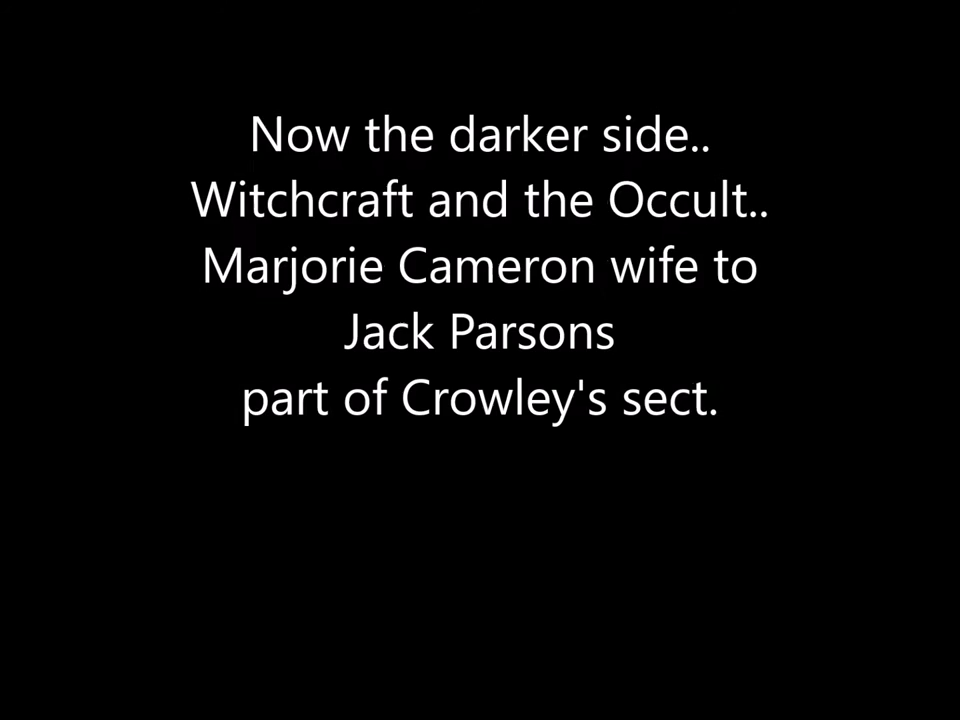 Now the darker side..
Witchcraft and the Occult..
Marjorie Cameron wife to
Jack Parsons
part of Crowley's sect.